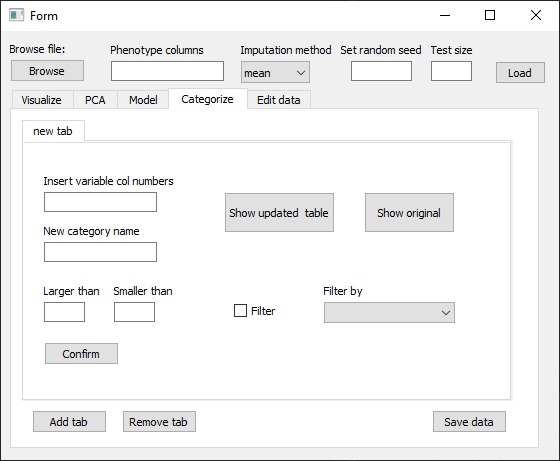 Form
Browse file: Phenotype columns Imputation method Set random seed Test size
Browse mean Load
Visualize PCA Model Categorize Edit data
new tab
Insert variable col numbers
Show updated table Show original
New category name
Larger than Smaller than Filter by
Filter
Confirm
Add tab Remove tab Save data